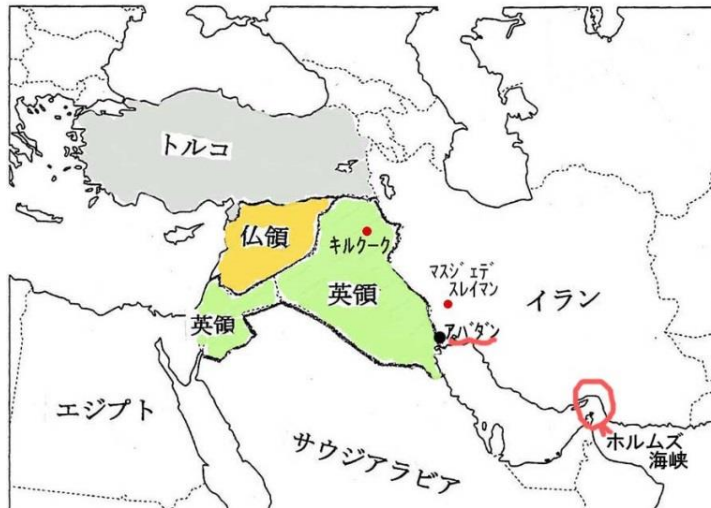 トルコ
仏領
キルクーク
英領
英領
マスジェデ
スレイマン
イラン
アバダン
エジプト
サウジアラビア
ホルムズ
海峡